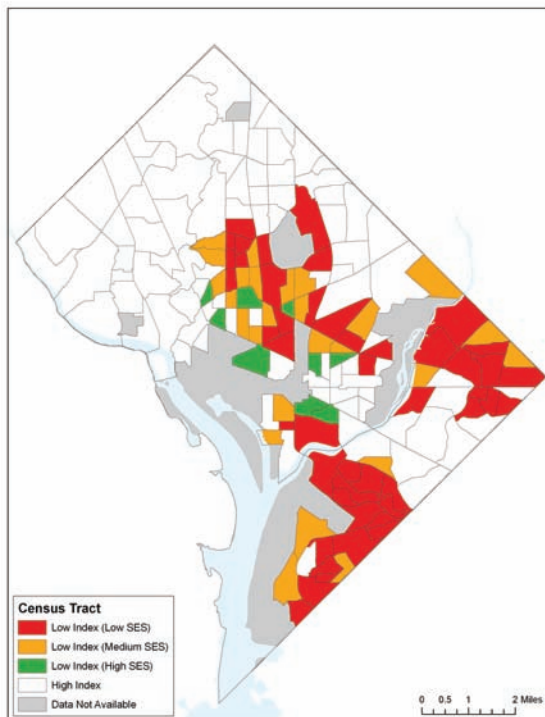 Census Tract
Low Index (Low SES)
Low Index (Medium SES)
Low Index (High SES)
High Index
Data Not Available
0 0.5 1 2 Miles